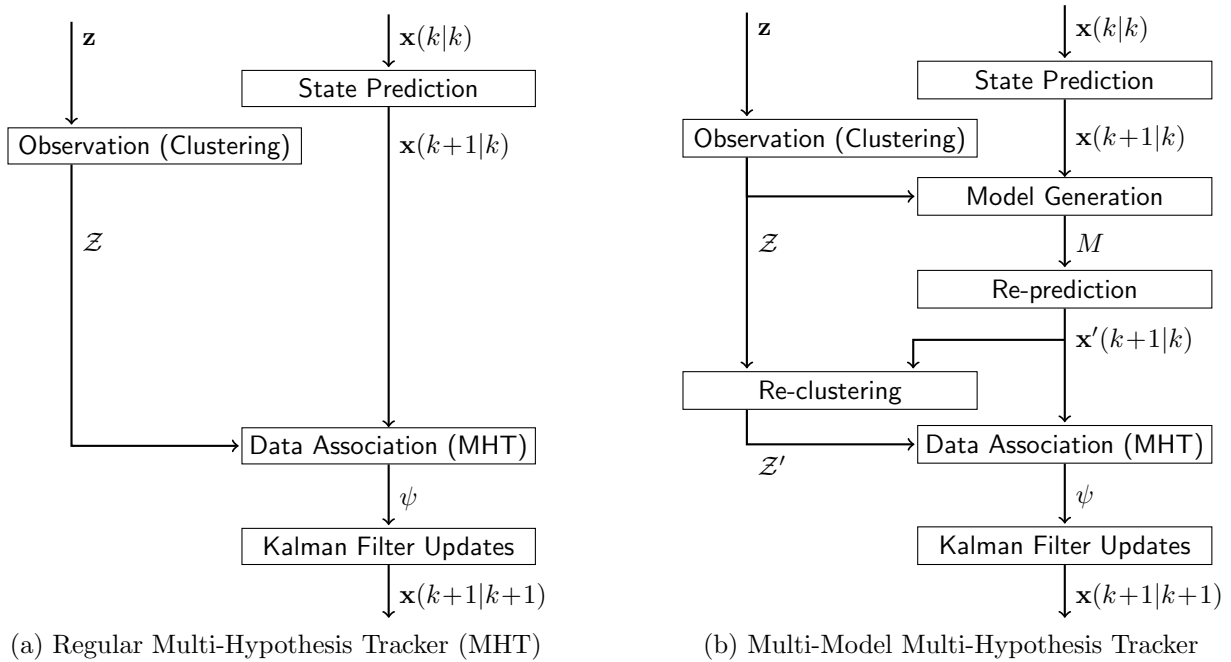 z
x(k|k)
State Prediction
Observation (Clustering)
x(k+1|k)
𝒵
Data Association (MHT)
ψ
Kalman Filter Updates
x(k+1|k+1)
(a) Regular Multi-Hypothesis Tracker (MHT)
z
x(k|k)
State Prediction
Observation (Clustering)
x(k+1|k)
Model Generation
𝒵
M
Re-prediction
x′(k+1|k)
Re-clustering
Data Association (MHT)
𝒵′
ψ
Kalman Filter Updates
x(k+1|k+1)
(b) Multi-Model Multi-Hypothesis Tracker